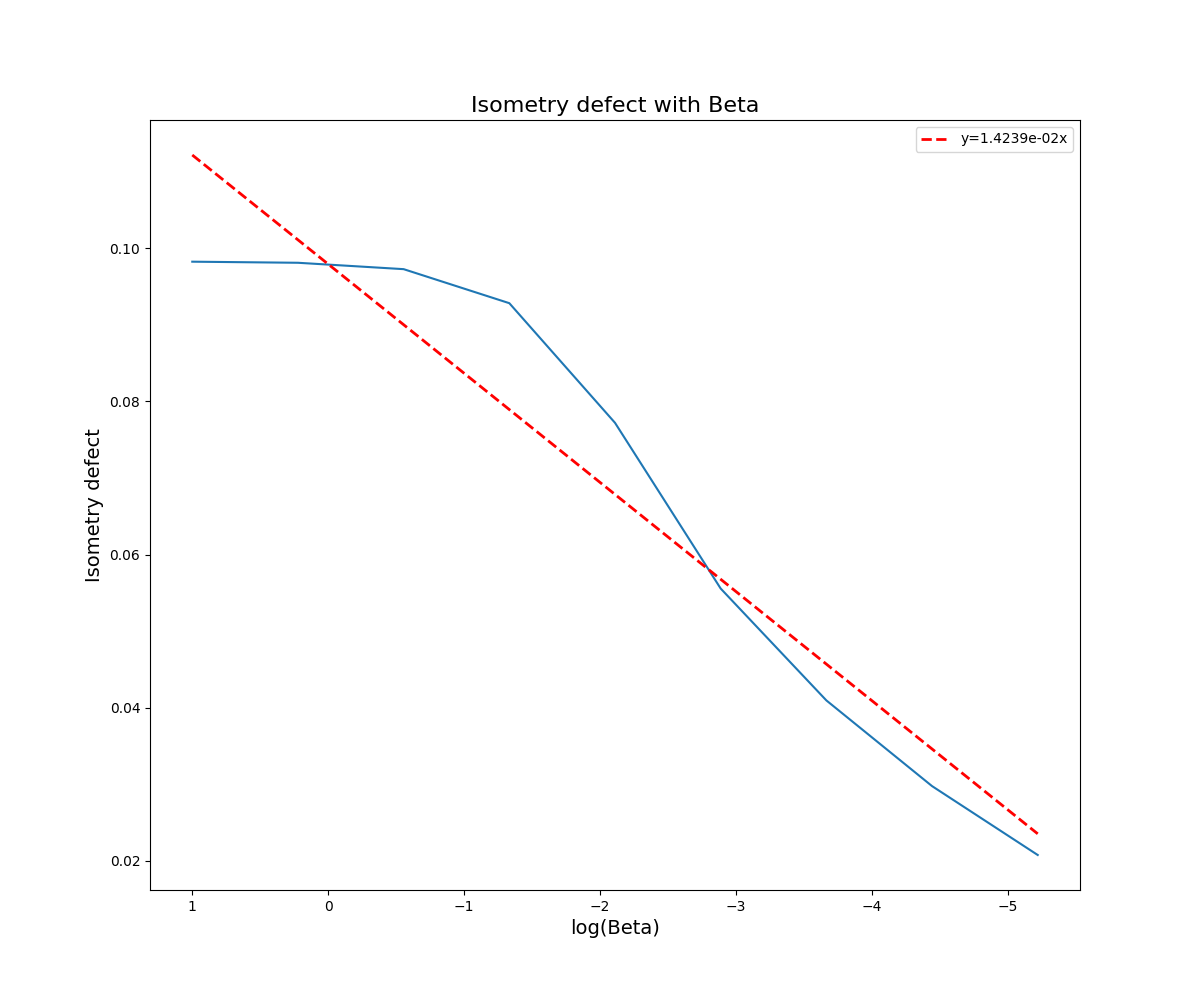 Isometry defect with Beta
y=1.4239e-02x
0.10
0.08
0.06
0.04
0.02
Isometry defect
1 0 −1 −2 −3 −4 −5
log(Beta)